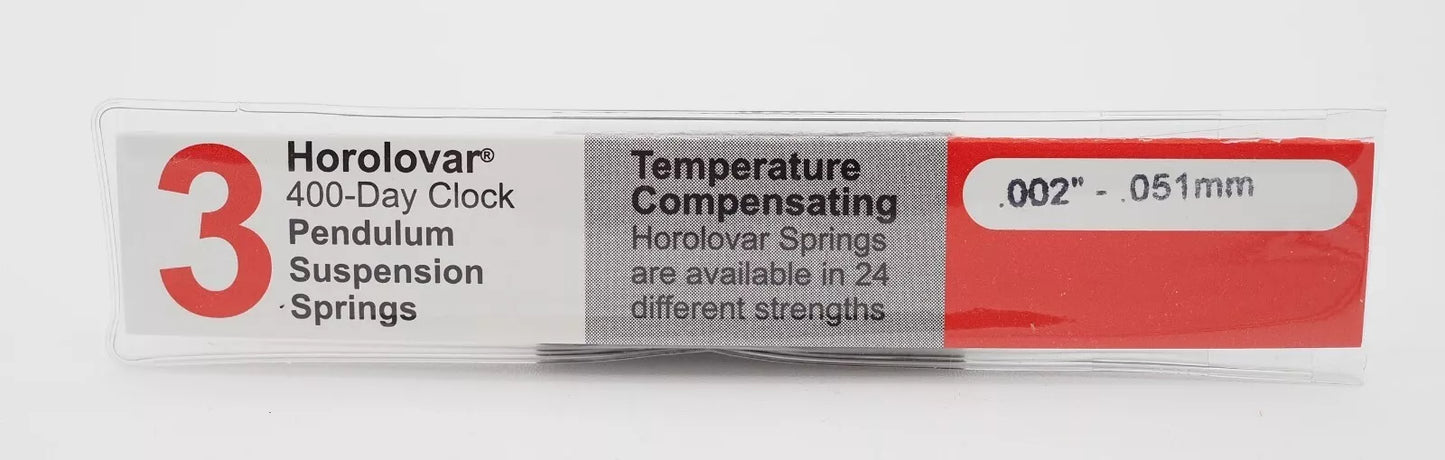 3
Horolovar®
400-Day Clock
Pendulum
Suspension
Springs
Temperature
Compensating
Horolovar Springs
are available in 24
different strengths
.002" - .051mm